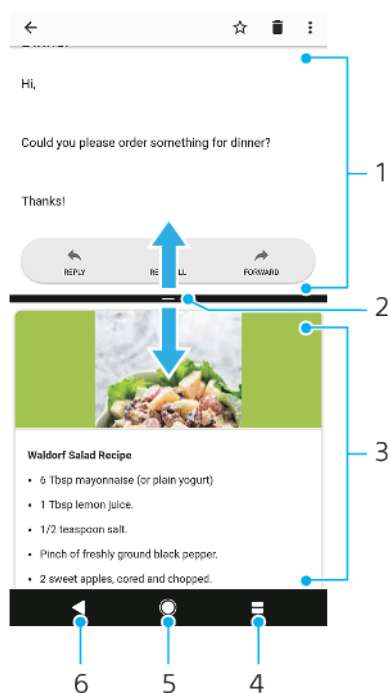 Hi,
Could you please order something for dinner?
Thanks!
REPLY
FORWARD
Waldorf Salad Recipe
• 6 Tbsp mayonnaise (or plain yogurt)
• 1 Tbsp lemon juice.
• 1/2 teaspoon salt.
• Pinch of freshly ground black pepper.
• 2 sweet apples, cored and chopped.
1
2
3
6 5 4